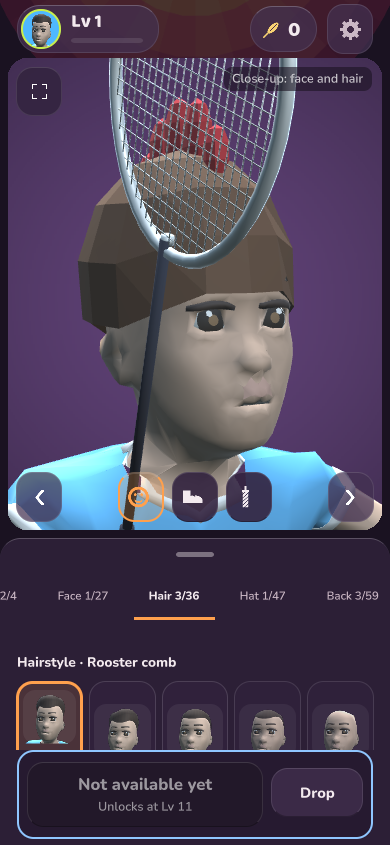 Lv 1
0
Close-up: face and hair
2/4
Face 1/27
Hair 3/36
Hat 1/47
Back 3/59
Hairstyle · Rooster comb
Not available yet
Unlocks at Lv 11
Drop